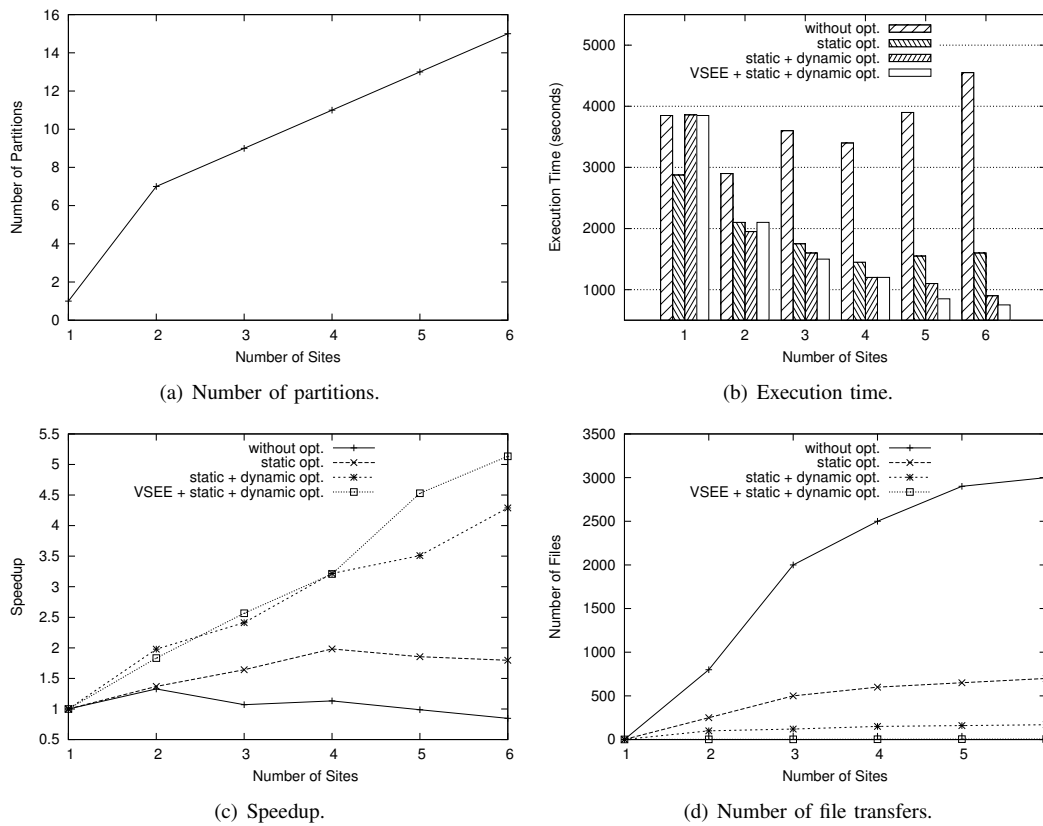 16
14
12
10
8
6
4
2
0
Number of Partitions
1 2 3 4 5 6
Number of Sites
(a) Number of partitions.
without opt.
static opt.
static + dynamic opt.
VSEE + static + dynamic opt.
5000
4000
3000
2000
1000
Execution Time (seconds)
1 2 3 4 5 6
Number of Sites
(b) Execution time.
5.5
5
4.5
4
3.5
3
2.5
2
1.5
1
0.5
Speedup
without opt.
static opt.
static + dynamic opt.
VSEE + static + dynamic opt.
1 2 3 4 5 6
Number of Sites
(c) Speedup.
3500
3000
2500
2000
1500
1000
500
0
Number of Files
without opt.
static opt.
static + dynamic opt.
VSEE + static + dynamic opt.
1 2 3 4 5
Number of Sites
(d) Number of file transfers.